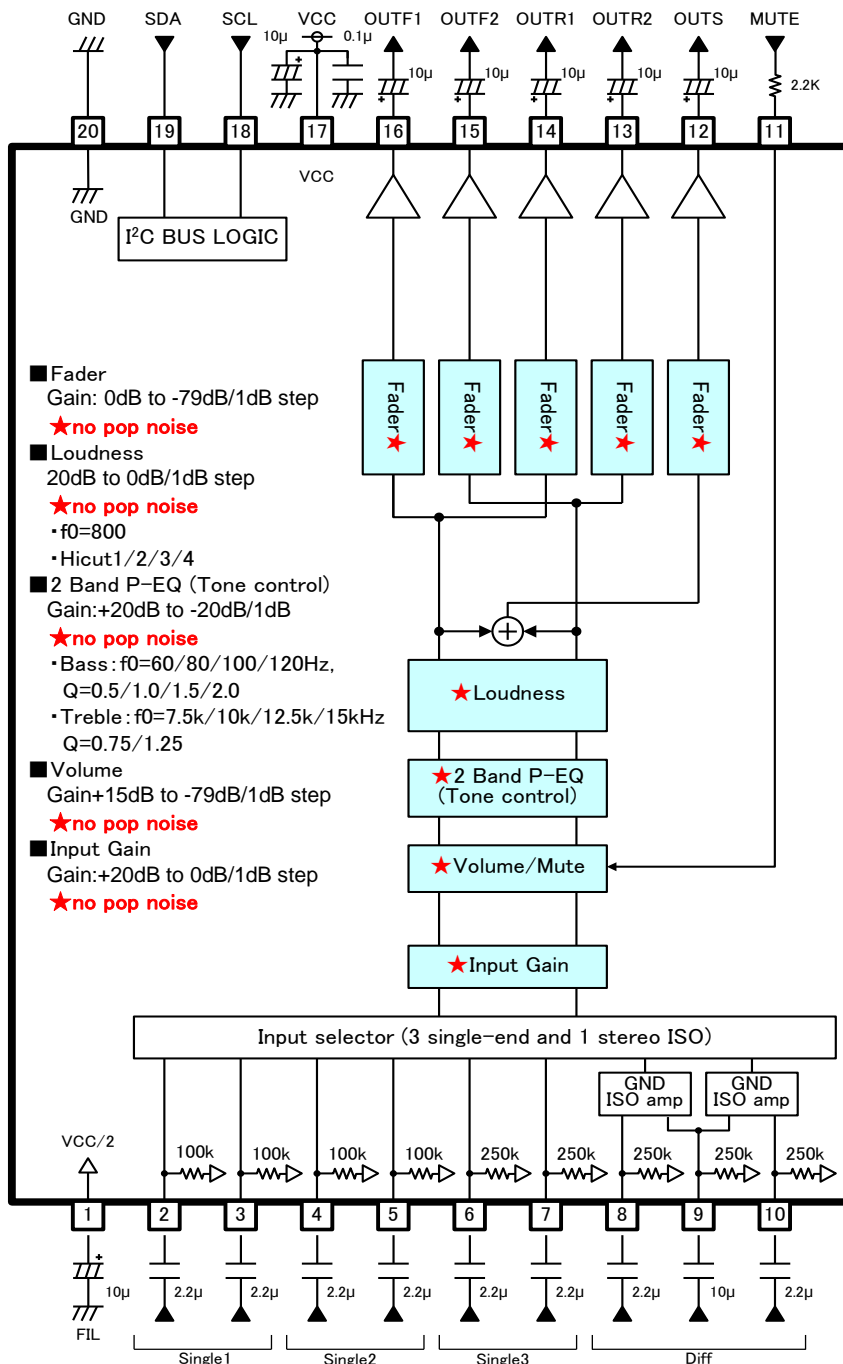 GND SDA SCL VCC OUTF1 OUTF2 OUTR1 OUTR2 OUTS MUTE
10μ + 0.1μ 10μ 10μ 10μ 10μ 10μ 2.2K
+ + + + +
20 19 18 17 16 15 14 13 12 11
VCC
GND
I²C BUS LOGIC
Fader★ Fader★ Fader★ Fader★ Fader★
■Fader
Gain: 0dB to -79dB/1dB step
★no pop noise
■Loudness
20dB to 0dB/1dB step
★no pop noise
・f0=800
・Hicut1/2/3/4
■2 Band P-EQ (Tone control)
Gain:+20dB to -20dB/1dB
★no pop noise
・Bass:f0=60/80/100/120Hz,
Q=0.5/1.0/1.5/2.0
・Treble:f0=7.5k/10k/12.5k/15kHz
Q=0.75/1.25
■Volume
Gain+15dB to -79dB/1dB step
★no pop noise
■Input Gain
Gain:+20dB to 0dB/1dB step
★no pop noise
+
★Loudness
★2 Band P-EQ
(Tone control)
★Volume/Mute
★Input Gain
Input selector (3 single-end and 1 stereo ISO)
GND
ISO amp
GND
ISO amp
VCC/2 100k 100k 100k 100k 250k 250k 250k 250k 250k
1 2 3 4 5 6 7 8 9 10
+
10μ 2.2μ 2.2μ 2.2μ 2.2μ 2.2μ 2.2μ 2.2μ 10μ 2.2μ
FIL
Single1 Single2 Single3 Diff